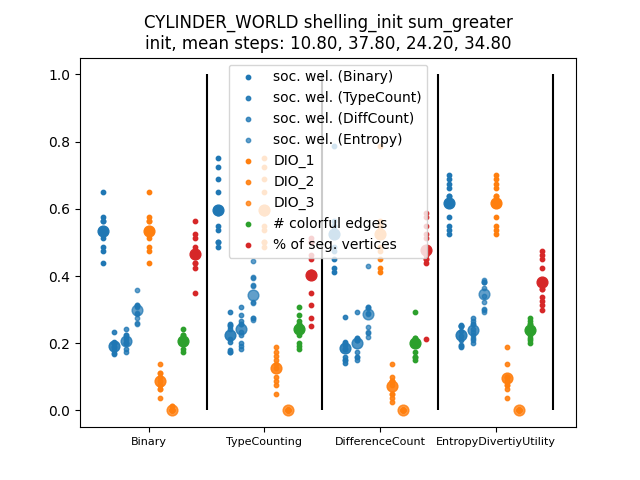 CYLINDER_WORLD shelling_init sum_greater
init, mean steps: 10.80, 37.80, 24.20, 34.80
1.0
0.8
0.6
0.4
0.2
0.0
soc. wel. (Binary)
soc. wel. (TypeCount)
soc. wel. (DiffCount)
soc. wel. (Entropy)
DIO_1
DIO_2
DIO_3
# colorful edges
% of seg. vertices
Binary
TypeCounting
DifferenceCount
EntropyDivertiyUtility